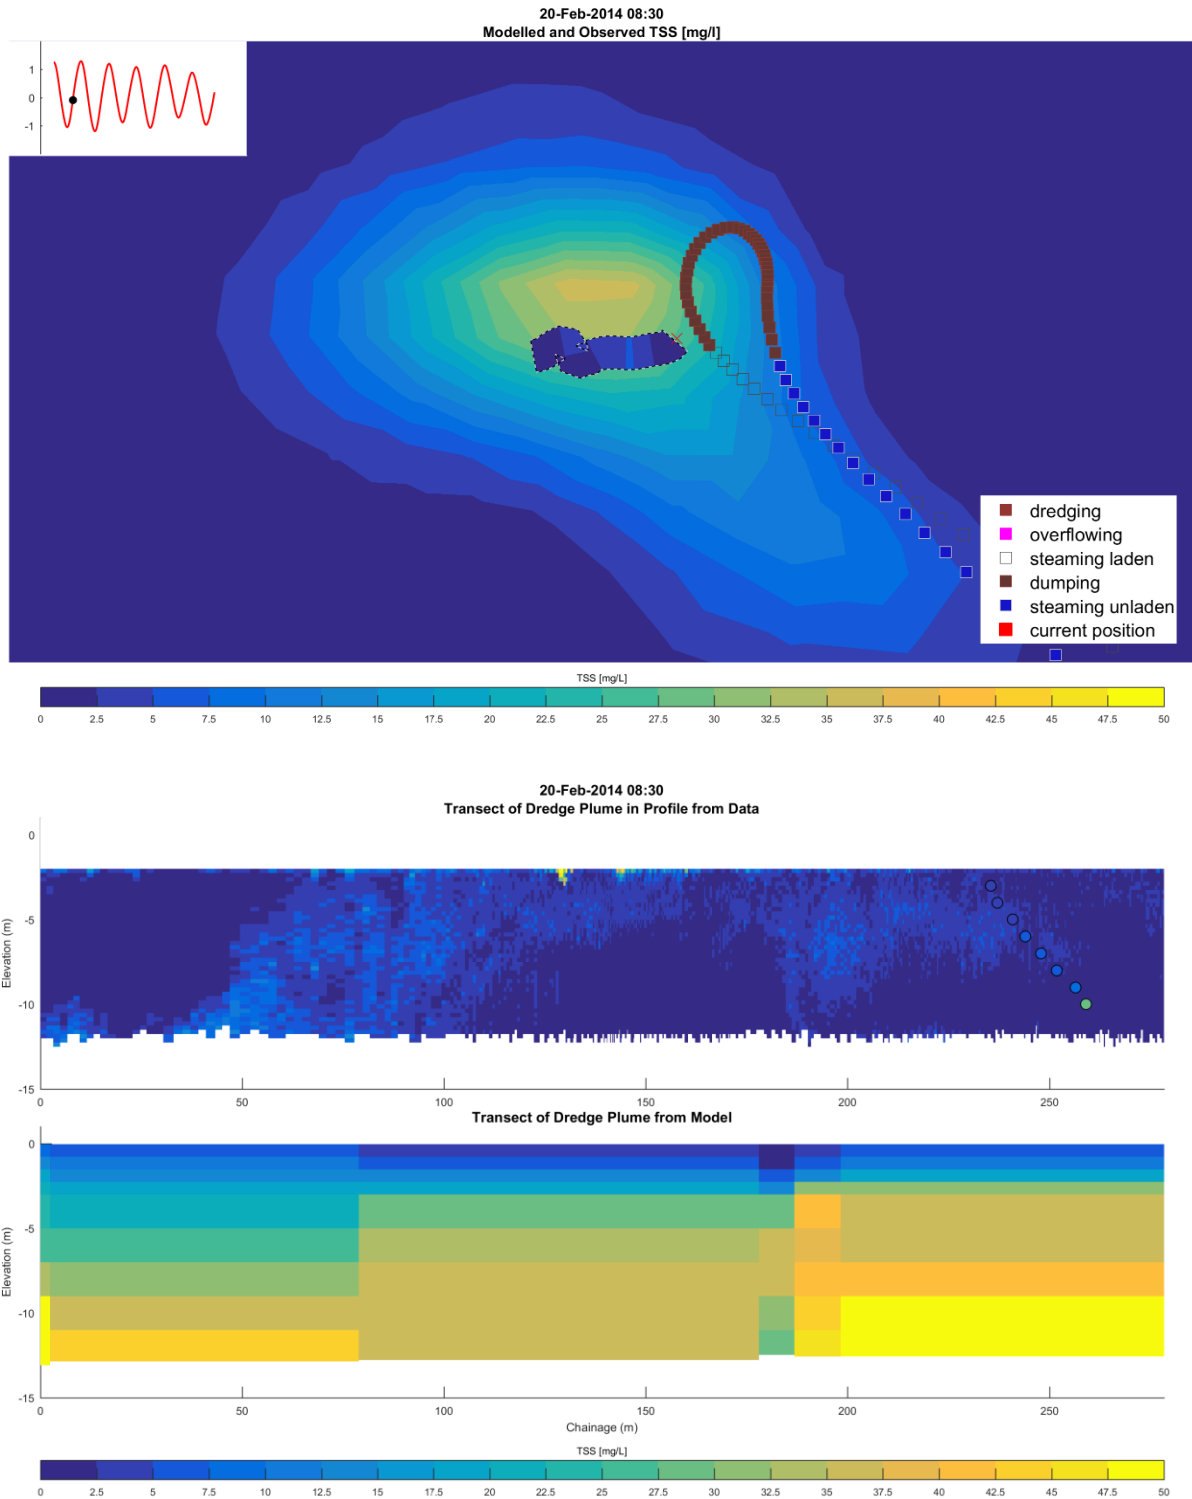 20-Feb-2014 08:30
Modelled and Observed TSS [mg/l]
1
0
-1
dredging
overflowing
steaming laden
dumping
steaming unladen
current position
TSS [mg/L]
0 2.5 5 7.5 10 12.5 15 17.5 20 22.5 25 27.5 30 32.5 35 37.5 40 42.5 45 47.5 50
20-Feb-2014 08:30
Transect of Dredge Plume in Profile from Data
0
-5
-10
-15
Elevation (m)
0 50 100 150 200 250
Transect of Dredge Plume from Model
0
-5
-10
-15
Elevation (m)
0 50 100 150 200 250
Chainage (m)
TSS [mg/L]
0 2.5 5 7.5 10 12.5 15 17.5 20 22.5 25 27.5 30 32.5 35 37.5 40 42.5 45 47.5 50